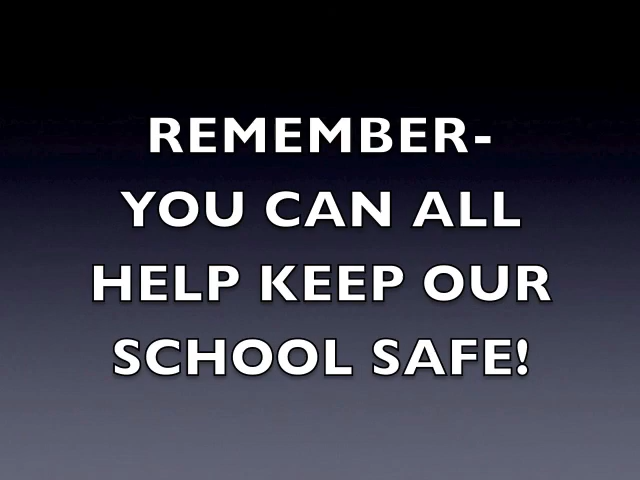 REMEMBER-
YOU CAN ALL
HELP KEEP OUR
SCHOOL SAFE!